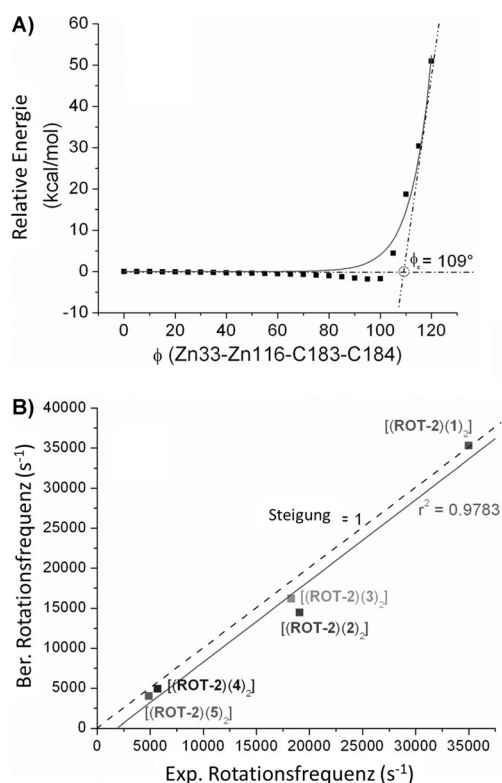 A)
Relative Energie
(kcal/mol)
60
50
40
30
20
10
0
-10
ϕc = 109°
0 20 40 60 80 100 120
ϕ (Zn33-Zn116-C183-C184)
B)
Ber. Rotationsfrequenz (s-1)
40000
35000
30000
25000
20000
15000
10000
5000
0
[(ROT-2)(1)2]
Steigung = 1
r2 = 0.9783
[(ROT-2)(3)2]
[(ROT-2)(2)2]
[(ROT-2)(4)2]
[(ROT-2)(5)2]
0 5000 10000 15000 20000 25000 30000 35000
Exp. Rotationsfrequenz (s-1)